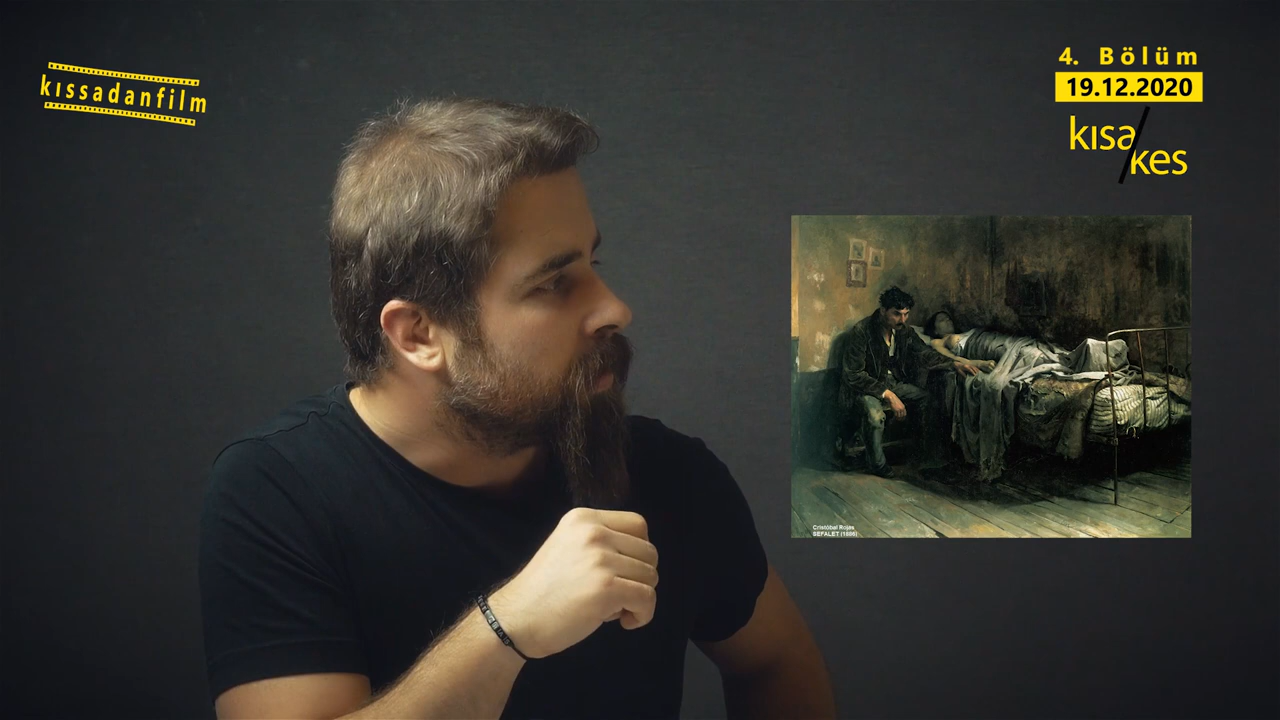 kıssadanfilm
4. Bölüm
19.12.2020
kısa/
kes
Cristóbal Rojas
SEFALET (1886)